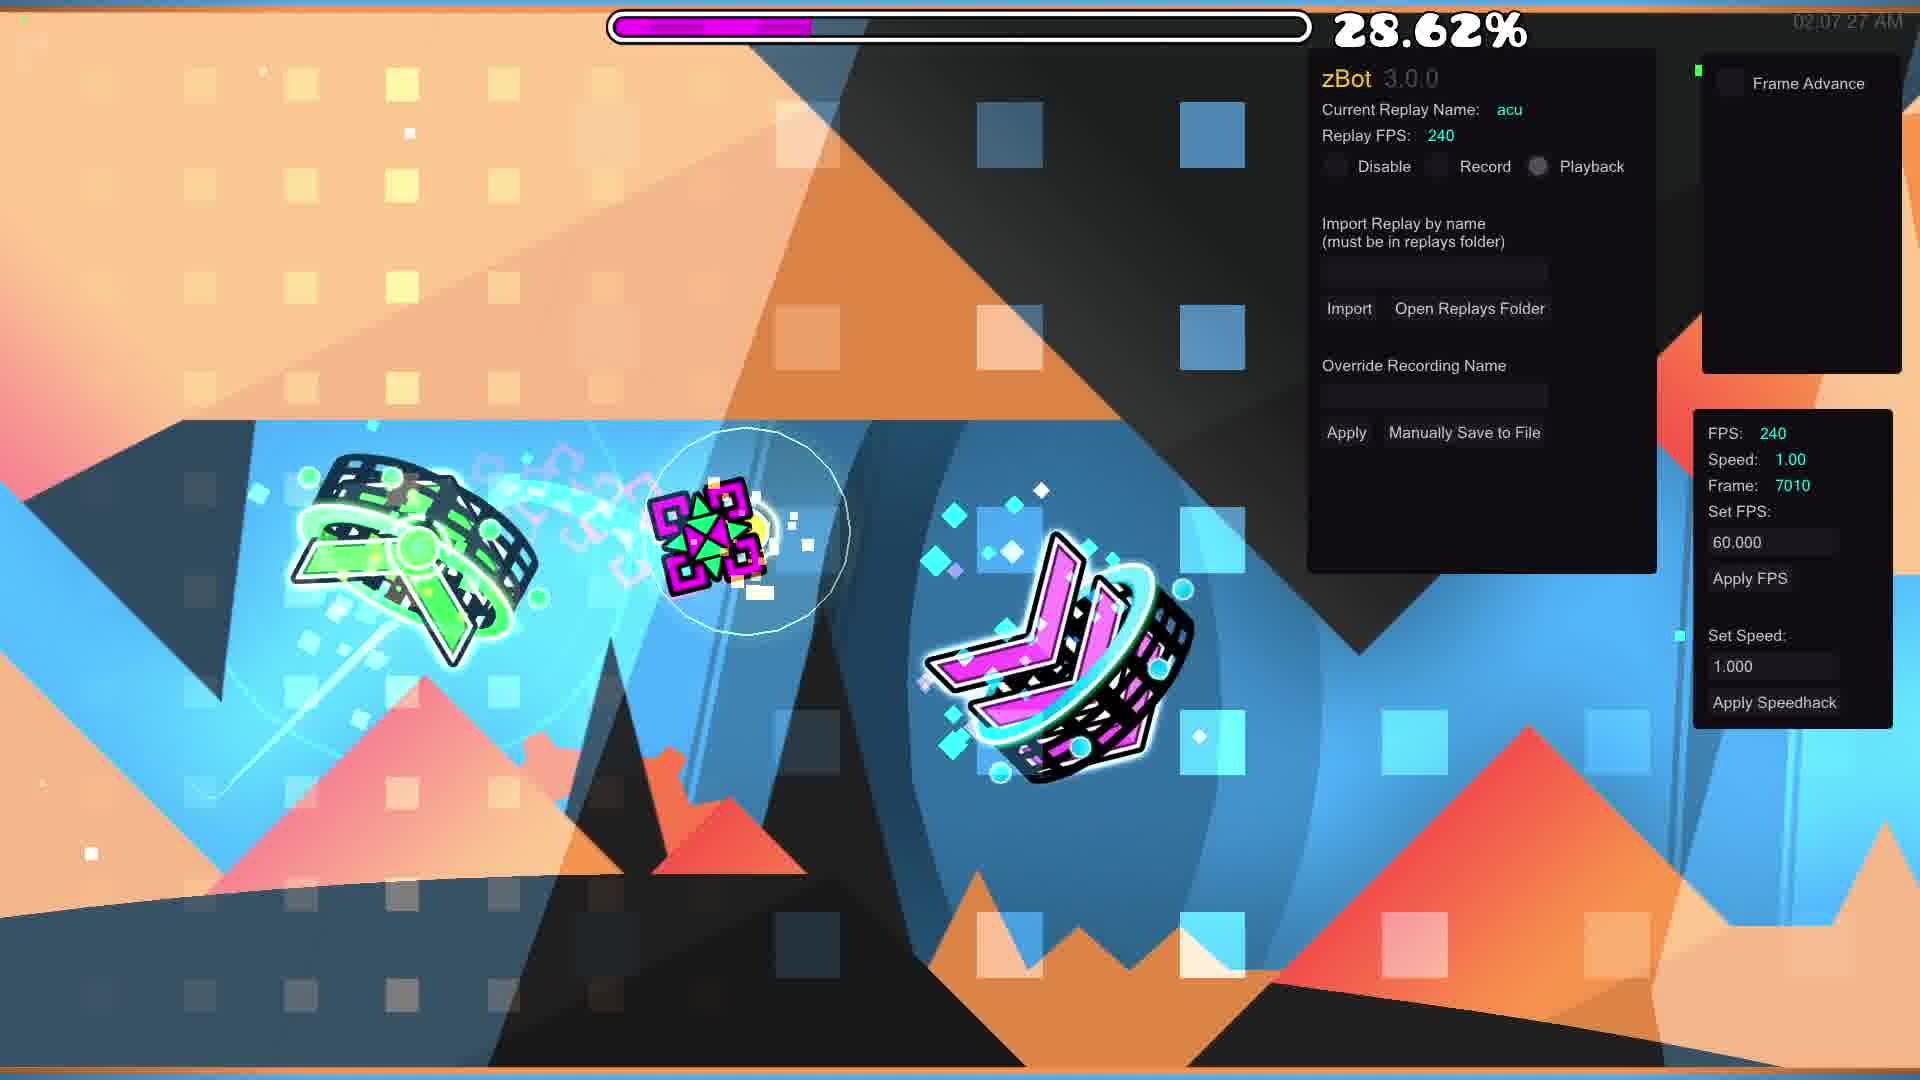 28.62%
02:07:27 AM
zBot 3.0.0
Current Replay Name: acu
Replay FPS: 240
Disable Record Playback
Import Replay by name
(must be in replays folder)
Import Open Replays Folder
Override Recording Name
Apply Manually Save to File
Frame Advance
FPS: 240
Speed: 1.00
Frame: 7010
Set FPS:
60.000
Apply FPS
Set Speed:
1.000
Apply Speedhack